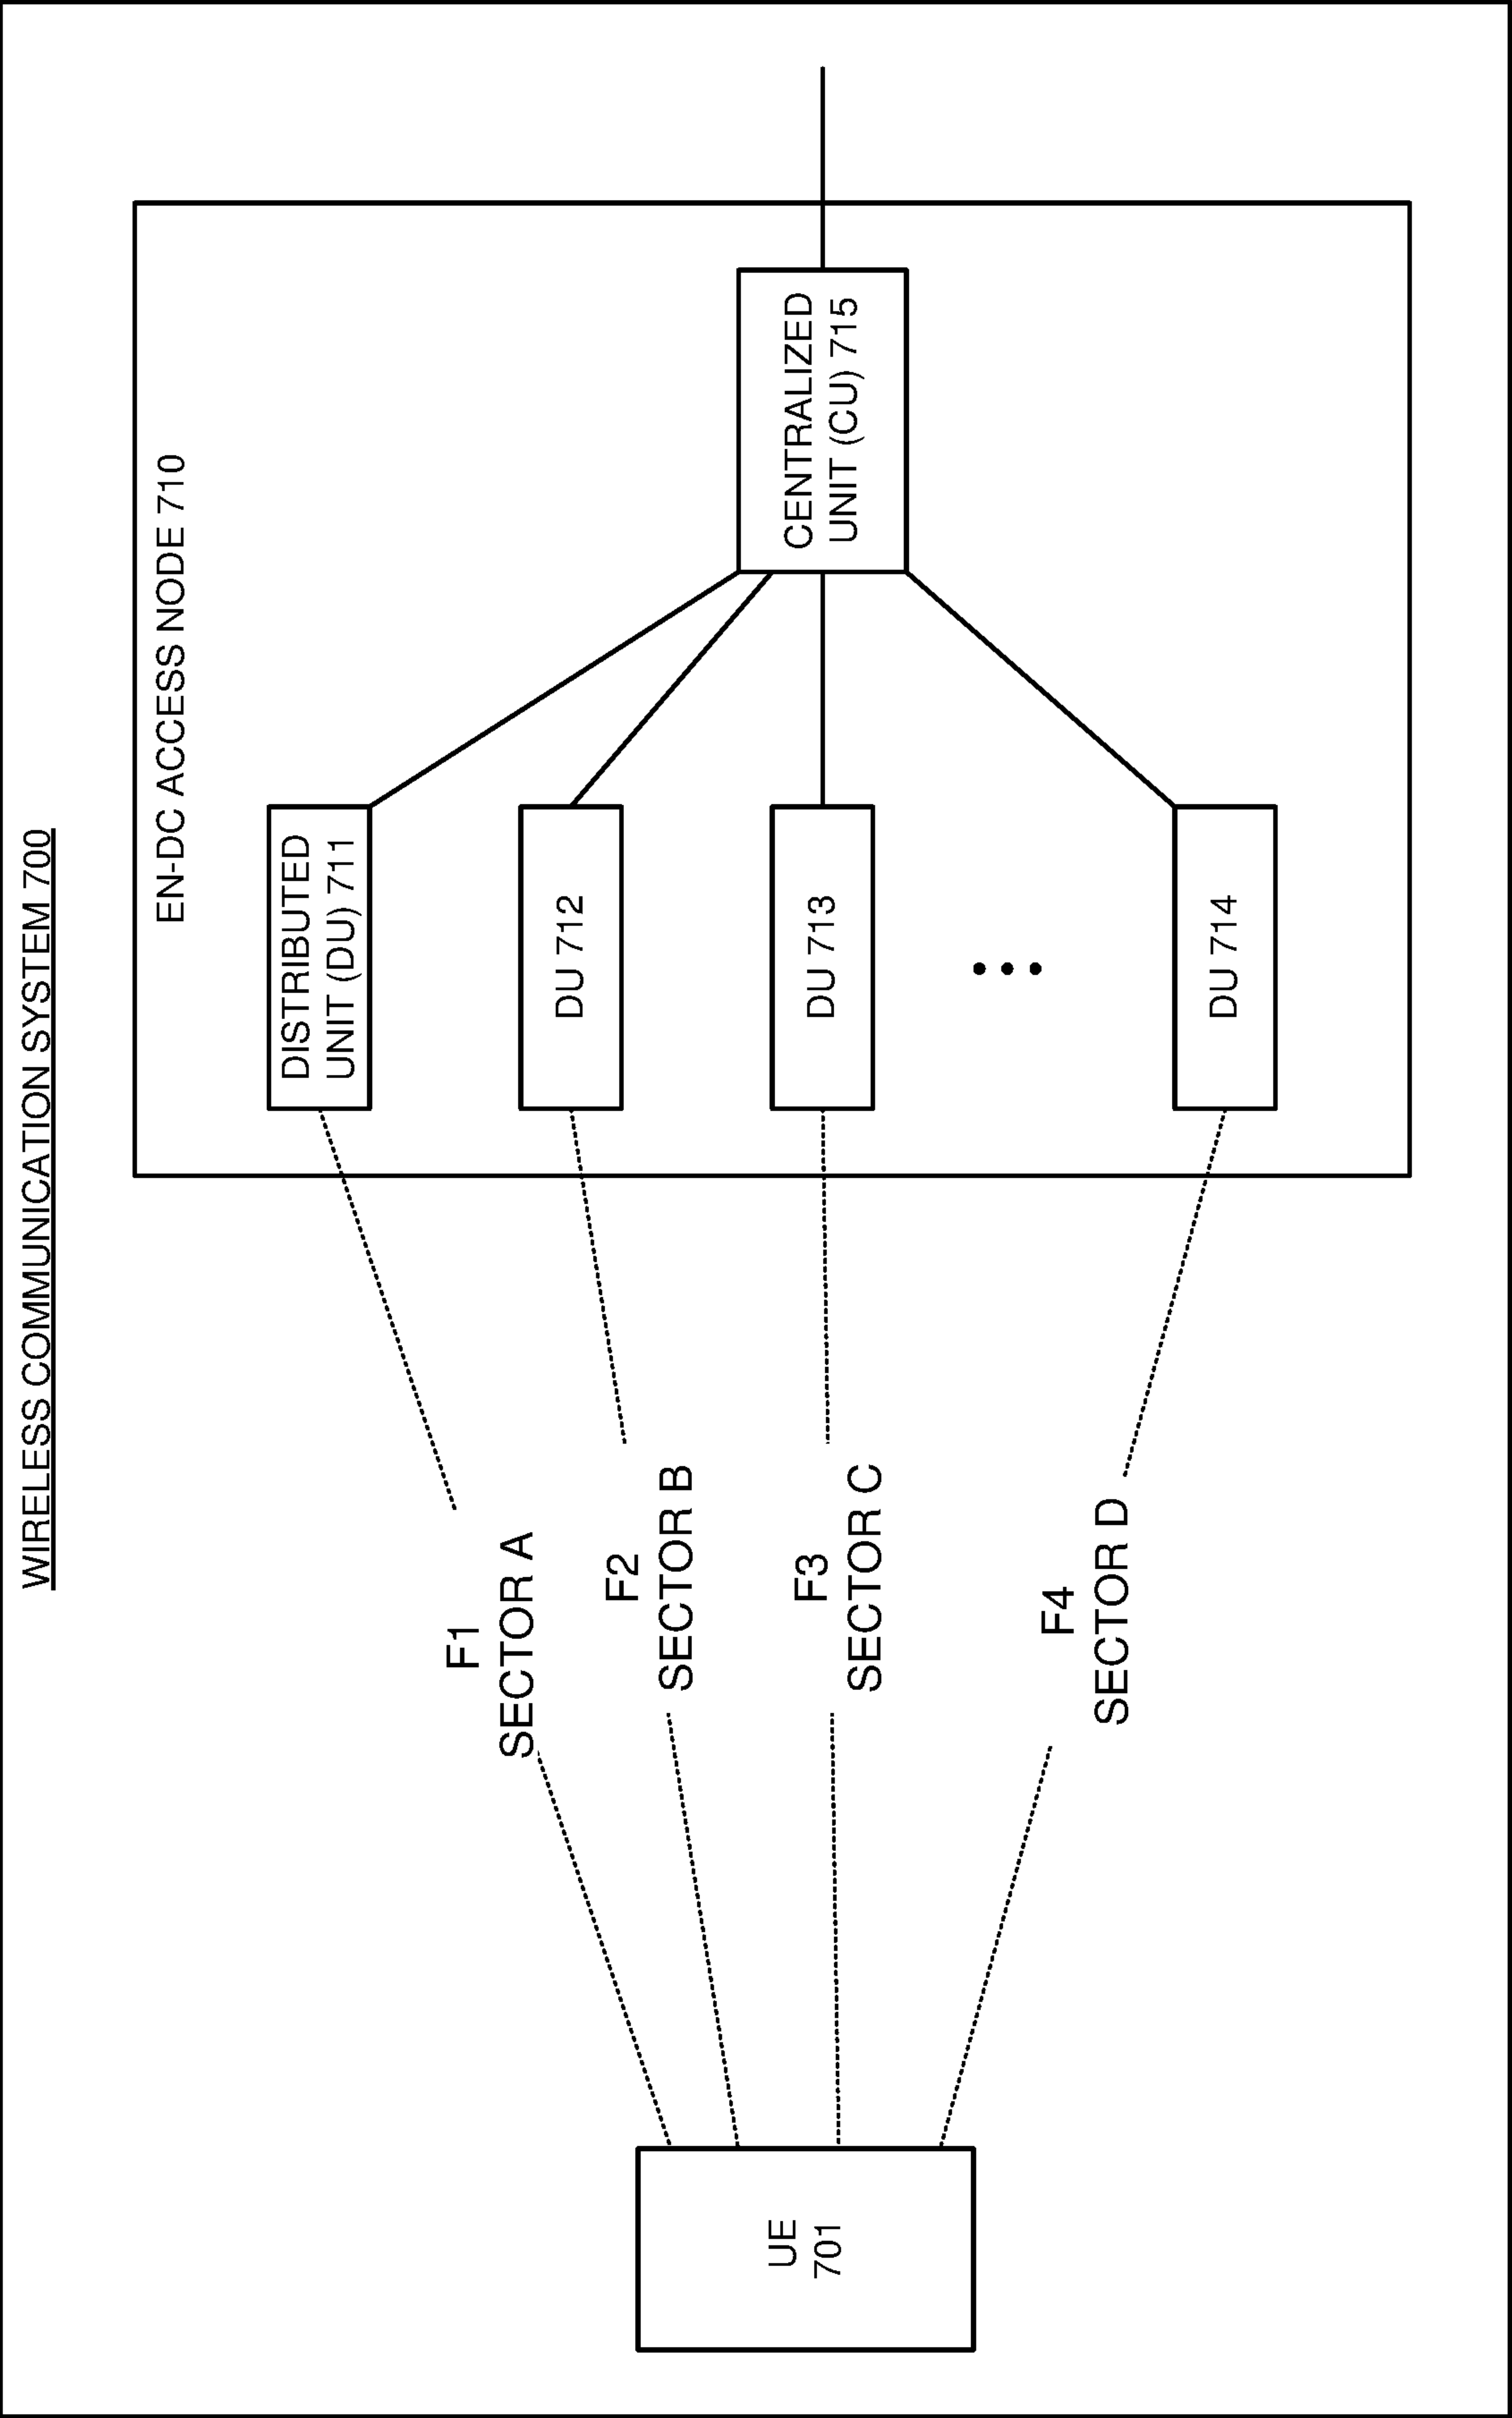 WIRELESS COMMUNICATION SYSTEM 700
EN-DC ACCESS NODE 710
F1
SECTOR A
DISTRIBUTED
UNIT (DU) 711
F2
SECTOR B
DU 712
UE
701
F3
SECTOR C
DU 713
CENTRALIZED
UNIT (CU) 715
F4
SECTOR D
DU 714